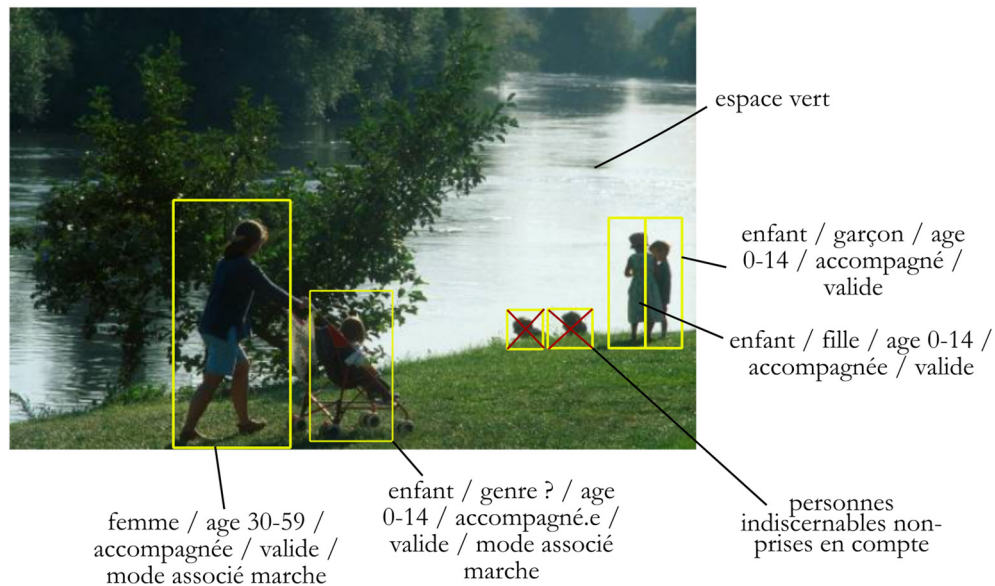 espace vert
enfant / garçon / age
0-14 / accompagné /
valide
enfant / fille / age 0-14 /
accompagnée / valide
personnes
indiscernables non-
prises en compte
enfant / genre ? / age
0-14 / accompagné.e /
valide / mode associé
marche
femme / age 30-59 /
accompagnée / valide /
mode associé marche